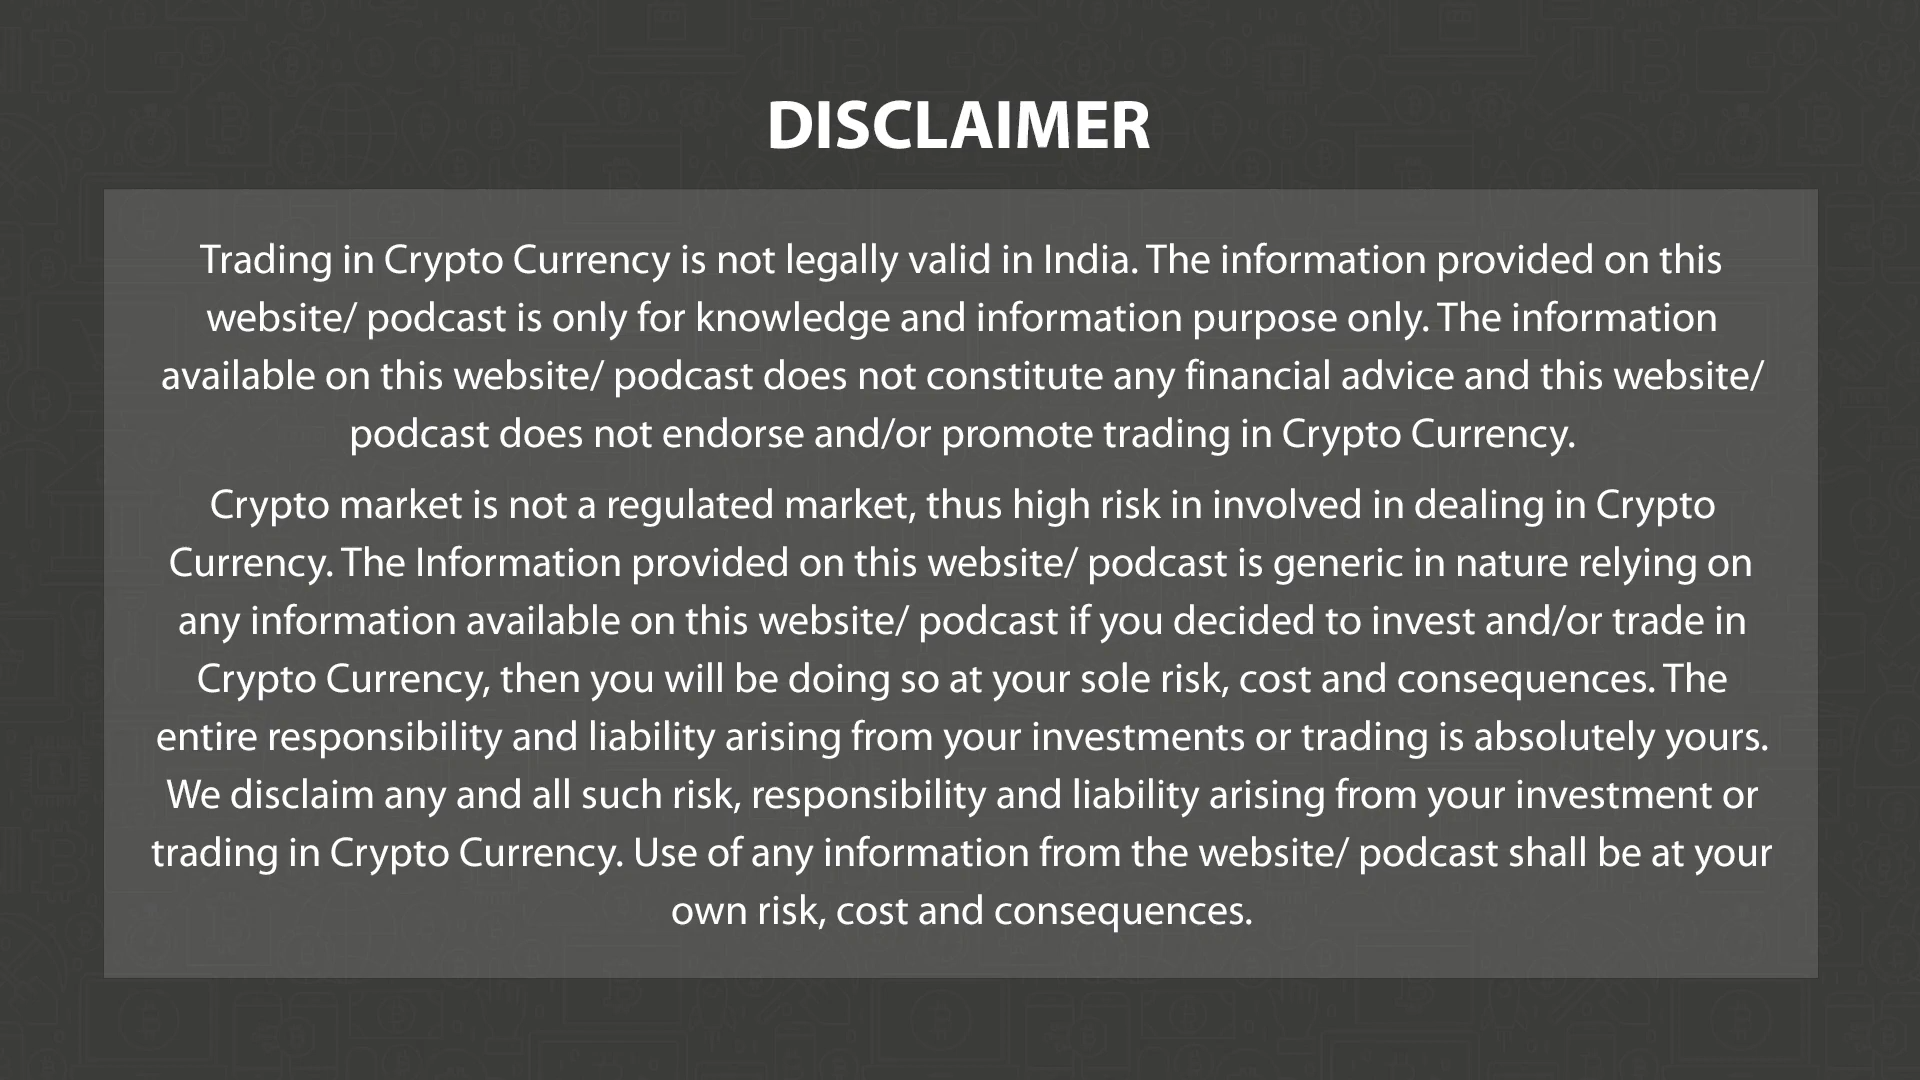 DISCLAIMER
Trading in Crypto Currency is not legally valid in India. The information provided on this
website/ podcast is only for knowledge and information purpose only. The information
available on this website/ podcast does not constitute any financial advice and this website/
podcast does not endorse and/or promote trading in Crypto Currency.
Crypto market is not a regulated market, thus high risk in involved in dealing in Crypto
Currency. The Information provided on this website/ podcast is generic in nature relying on
any information available on this website/ podcast if you decided to invest and/or trade in
Crypto Currency, then you will be doing so at your sole risk, cost and consequences. The
entire responsibility and liability arising from your investments or trading is absolutely yours.
We disclaim any and all such risk, responsibility and liability arising from your investment or
trading in Crypto Currency. Use of any information from the website/ podcast shall be at your
own risk, cost and consequences.